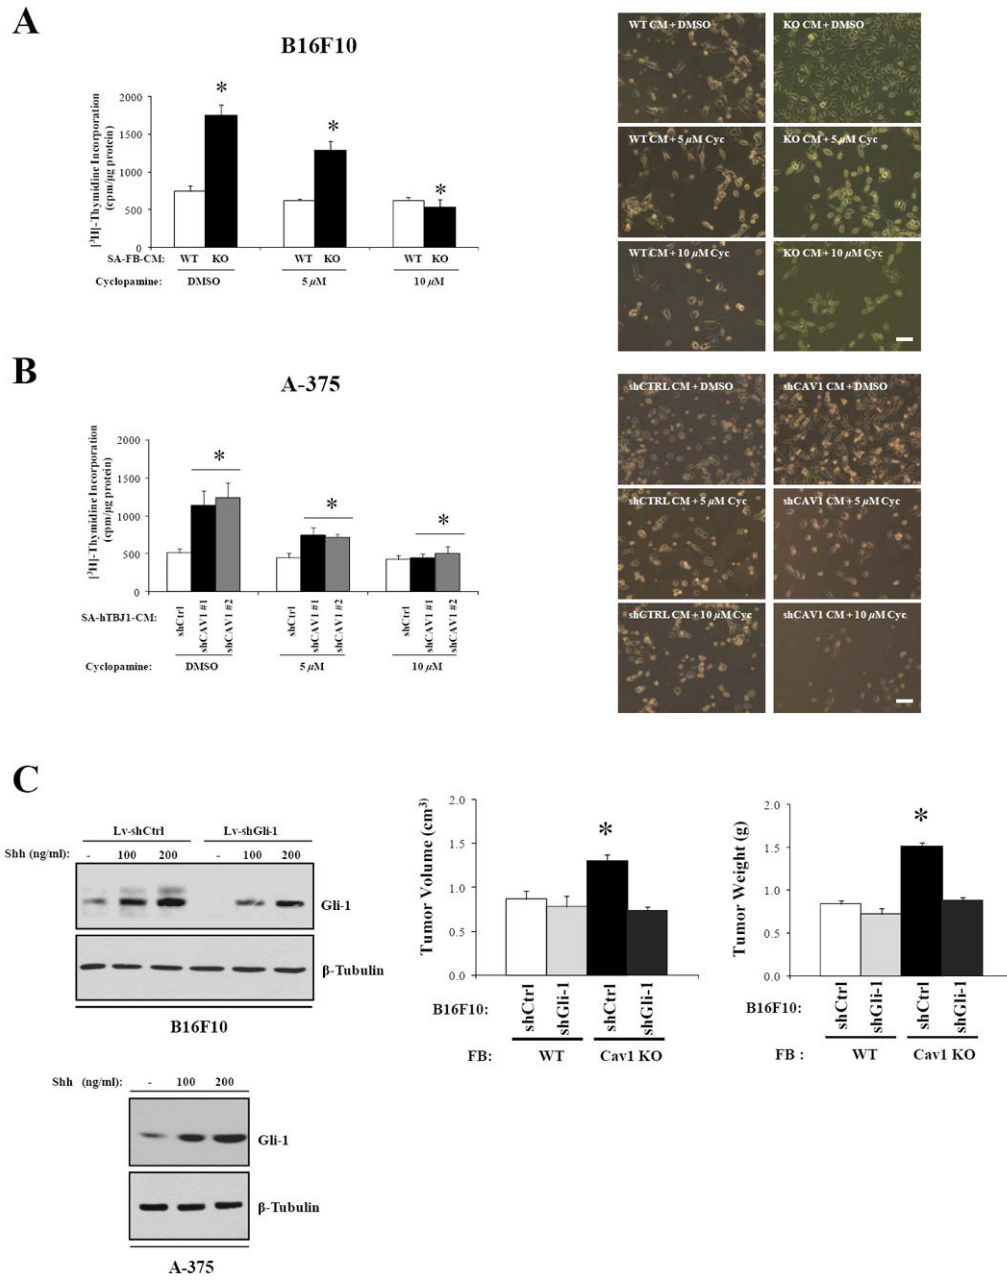 A
B16F10
[³H]-Thymidine Incorporation
(cpm/µg protein)
2000
1500
1000
500
0
*
*
*
SA-FB-CM: WT KO WT KO WT KO
Cyclopamine: DMSO 5 µM 10 µM
WT CM + DMSO
KO CM + DMSO
WT CM + 5 µM Cyc
KO CM + 5 µM Cyc
WT CM + 10 µM Cyc
KO CM + 10 µM Cyc
B
A-375
[³H]-Thymidine Incorporation
(cpm/µg protein)
2000
1500
1000
500
0
*
*
*
SA-hTBJ1-CM: shCtrl shCAV1 #1 shCAV1 #2 shCtrl shCAV1 #1 shCAV1 #2 shCtrl shCAV1 #1 shCAV1 #2
Cyclopamine: DMSO 5 µM 10 µM
shCTRL CM + DMSO
shCAV1 CM + DMSO
shCTRL CM + 5 µM Cyc
shCAV1 CM + 5 µM Cyc
shCTRL CM + 10 µM Cyc
shCAV1 CM + 10 µM Cyc
C
Lv-shCtrl Lv-shGli-1
Shh (ng/ml): - 100 200 - 100 200
Gli-1
β-Tubulin
B16F10
Shh (ng/ml): - 100 200
Gli-1
β-Tubulin
A-375
Tumor Volume (cm³)
2.0
1.5
1.0
0.5
0.0
*
B16F10: shCtrl shGli-1 shCtrl shGli-1
FB: WT Cav1 KO
Tumor Weight (g)
2.0
1.5
1.0
0.5
0.0
*
B16F10: shCtrl shGli-1 shCtrl shGli-1
FB : WT Cav1 KO